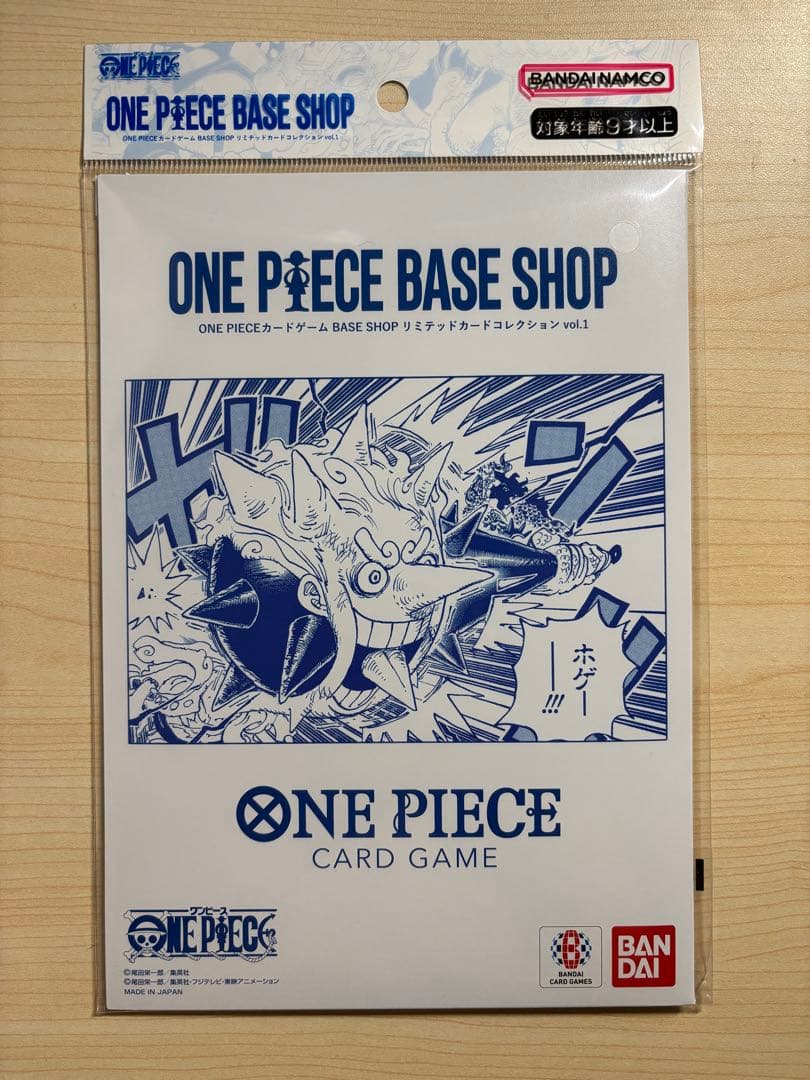 ONE PIECE
BANDAI NAMCO
ONE PIECE BASE SHOP
ONE PIECEカードゲーム BASE SHOP リミテッドカードコレクション vol.1
対象年齢9才以上
ONE PIECE BASE SHOP
ONE PIECEカードゲーム BASE SHOP リミテッドカードコレクション vol.1
ホゲー
ー!!!
ONE PIECE
CARD GAME
ワンピース
ONE PIECE
©尾田栄一郎/集英社
©尾田栄一郎/集英社・フジテレビ・東映アニメーション
MADE IN JAPAN
B
BANDAI
CARD GAMES
BAN
DAI